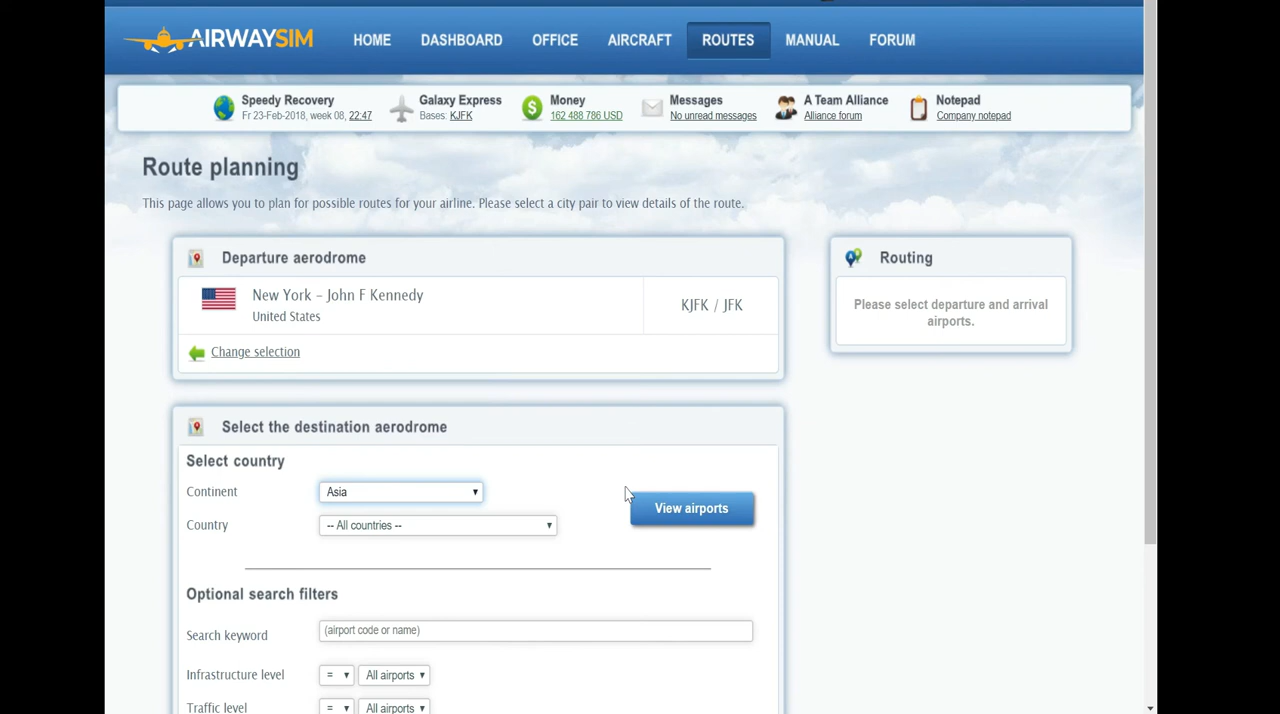 AIRWAYSIM
HOME DASHBOARD OFFICE AIRCRAFT ROUTES MANUAL FORUM
Speedy Recovery
Fr 23-Feb-2018, week 08, 22:47
Galaxy Express
Bases: KJFK
Money
162 488 786 USD
Messages
No unread messages
A Team Alliance
Alliance forum
Notepad
Company notepad
Route planning
This page allows you to plan for possible routes for your airline. Please select a city pair to view details of the route.
Departure aerodrome
New York – John F Kennedy
United States
KJFK / JFK
Change selection
Routing
Please select departure and arrival
airports.
Select the destination aerodrome
Select country
Continent Asia
View airports
Country -- All countries --
Optional search filters
Search keyword (airport code or name)
Infrastructure level = All airports
Traffic level = All airports